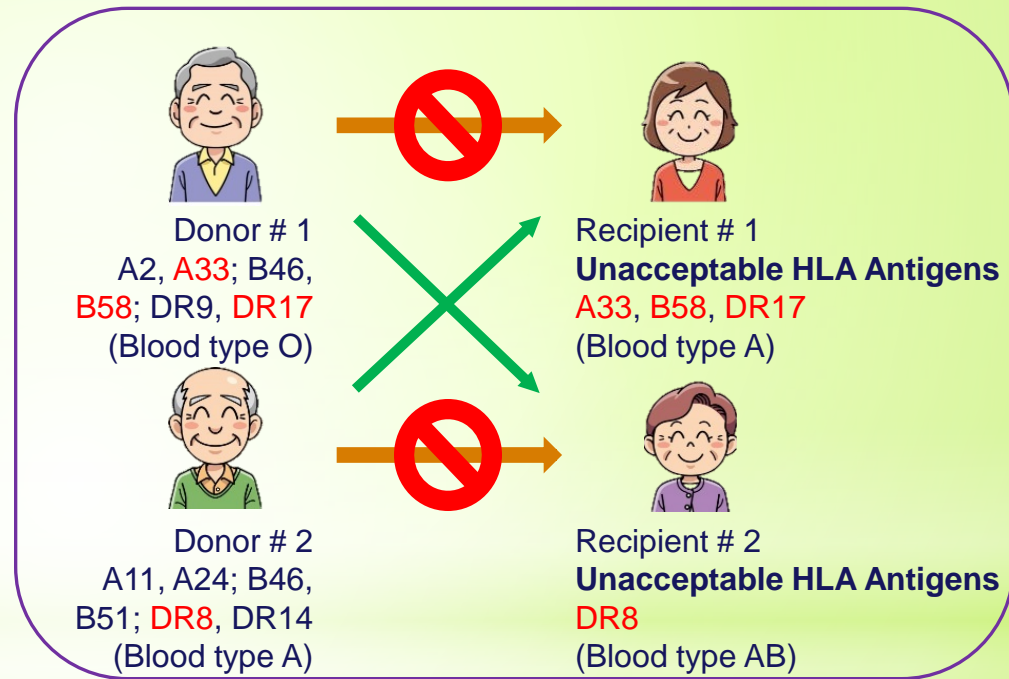 Donor # 1
A2, A33; B46,
B58; DR9, DR17
(Blood type O)
Recipient # 1
Unacceptable HLA Antigens
A33, B58, DR17
(Blood type A)
Donor # 2
A11, A24; B46,
B51; DR8, DR14
(Blood type A)
Recipient # 2
Unacceptable HLA Antigens
DR8
(Blood type AB)